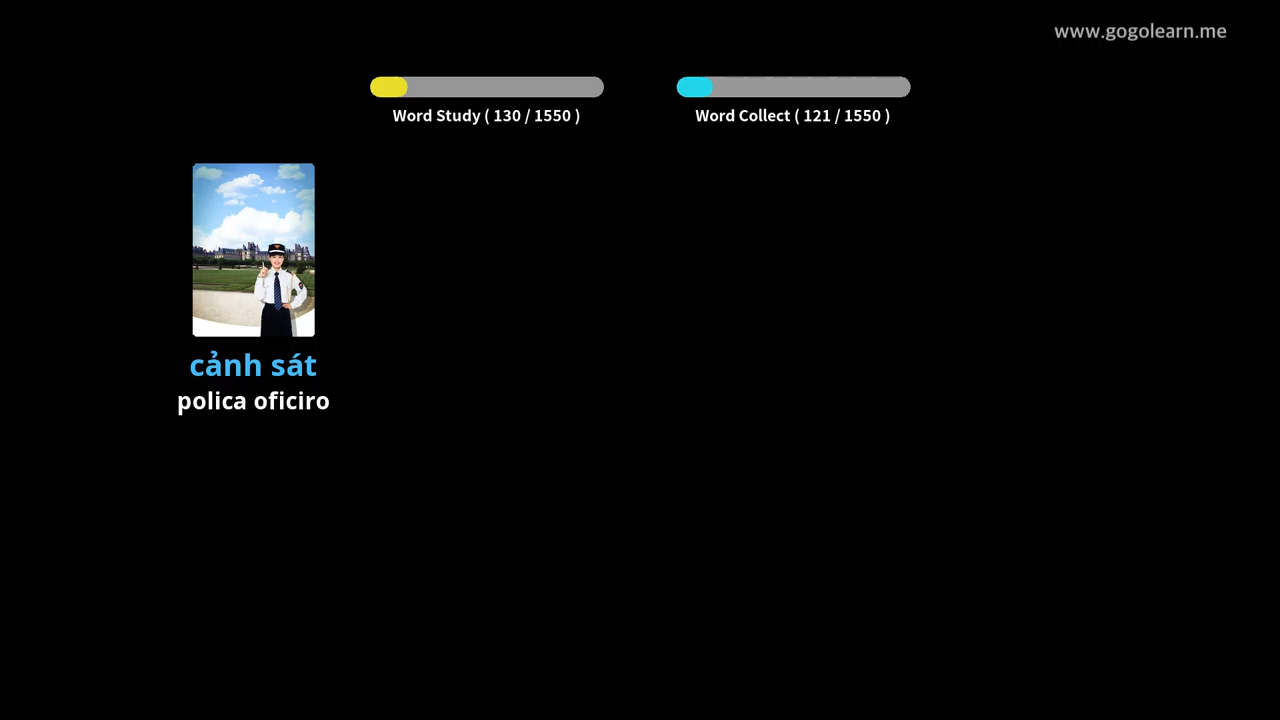 www.gogolearn.me
Word Study ( 130 / 1550 )
Word Collect ( 121 / 1550 )
cảnh sát
polica oficiro